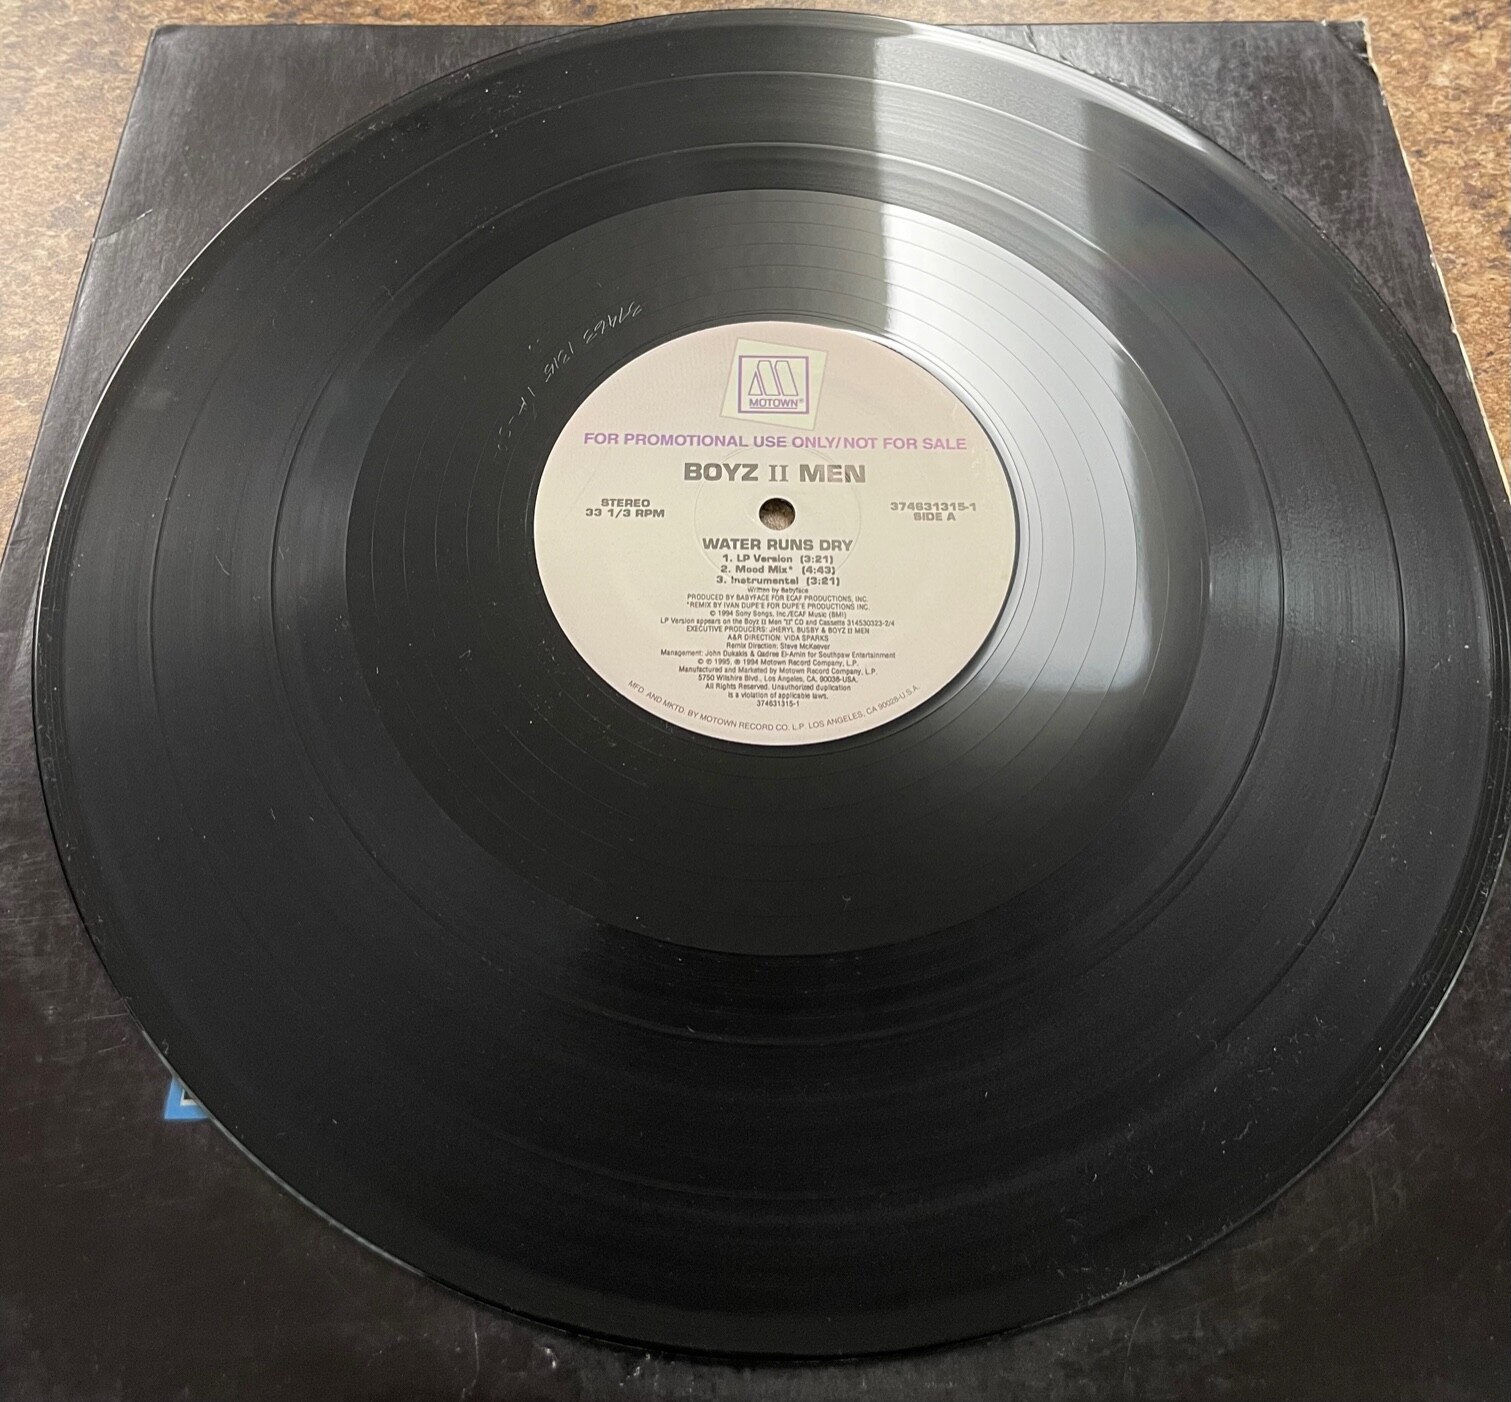 MOTOWN®
FOR PROMOTIONAL USE ONLY/NOT FOR SALE
BOYZ II MEN
STEREO
33 1/3 RPM
374631315-1
SIDE A
WATER RUNS DRY
1. LP Version (3:21)
2. Mood Mix* (4:43)
3. Instrumental (3:21)
Written by Babyface
PRODUCED BY BABYFACE FOR ECAF PRODUCTIONS, INC.
*REMIX BY IVAN DUPE'E FOR DUPE'E PRODUCTIONS INC.
© 1994 Sony Songs, Inc./ECAF Music (BMI)
LP Version appears on the Boyz II Men "II" CD and Cassette 314530323-2/4
EXECUTIVE PRODUCERS: JHERYL BUSBY & BOYZ II MEN
A&R DIRECTION: VIDA SPARKS
Remix Direction: Steve McKeever
Management: John Dukakis & Qadree El-Amin for Southpaw Entertainment
© ℗ 1995, ℗ 1994 Motown Record Company, L.P.
Manufactured and Marketed by Motown Record Company, L.P.
5750 Wilshire Blvd., Los Angeles, CA. 90036-USA.
All Rights Reserved. Unauthorized duplication
is a violation of applicable laws.
374631315-1
MFD. AND MKTD. BY MOTOWN RECORD CO. L.P. LOS ANGELES, CA 90028-U.S.A.
37463 1315 1